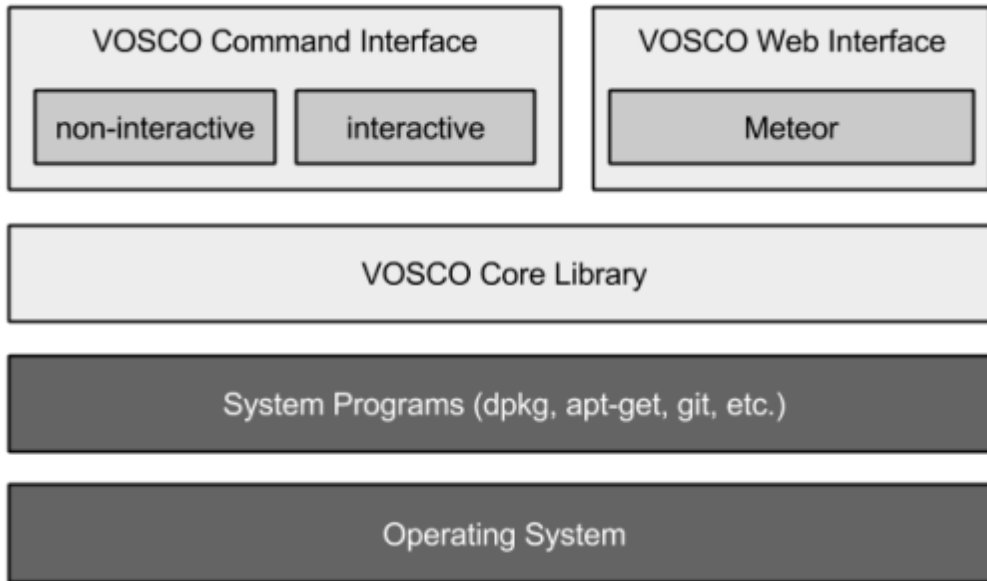 VOSCO Command Interface
VOSCO Web Interface
non-interactive
interactive
Meteor
VOSCO Core Library
System Programs (dpkg, apt-get, git, etc.)
Operating System